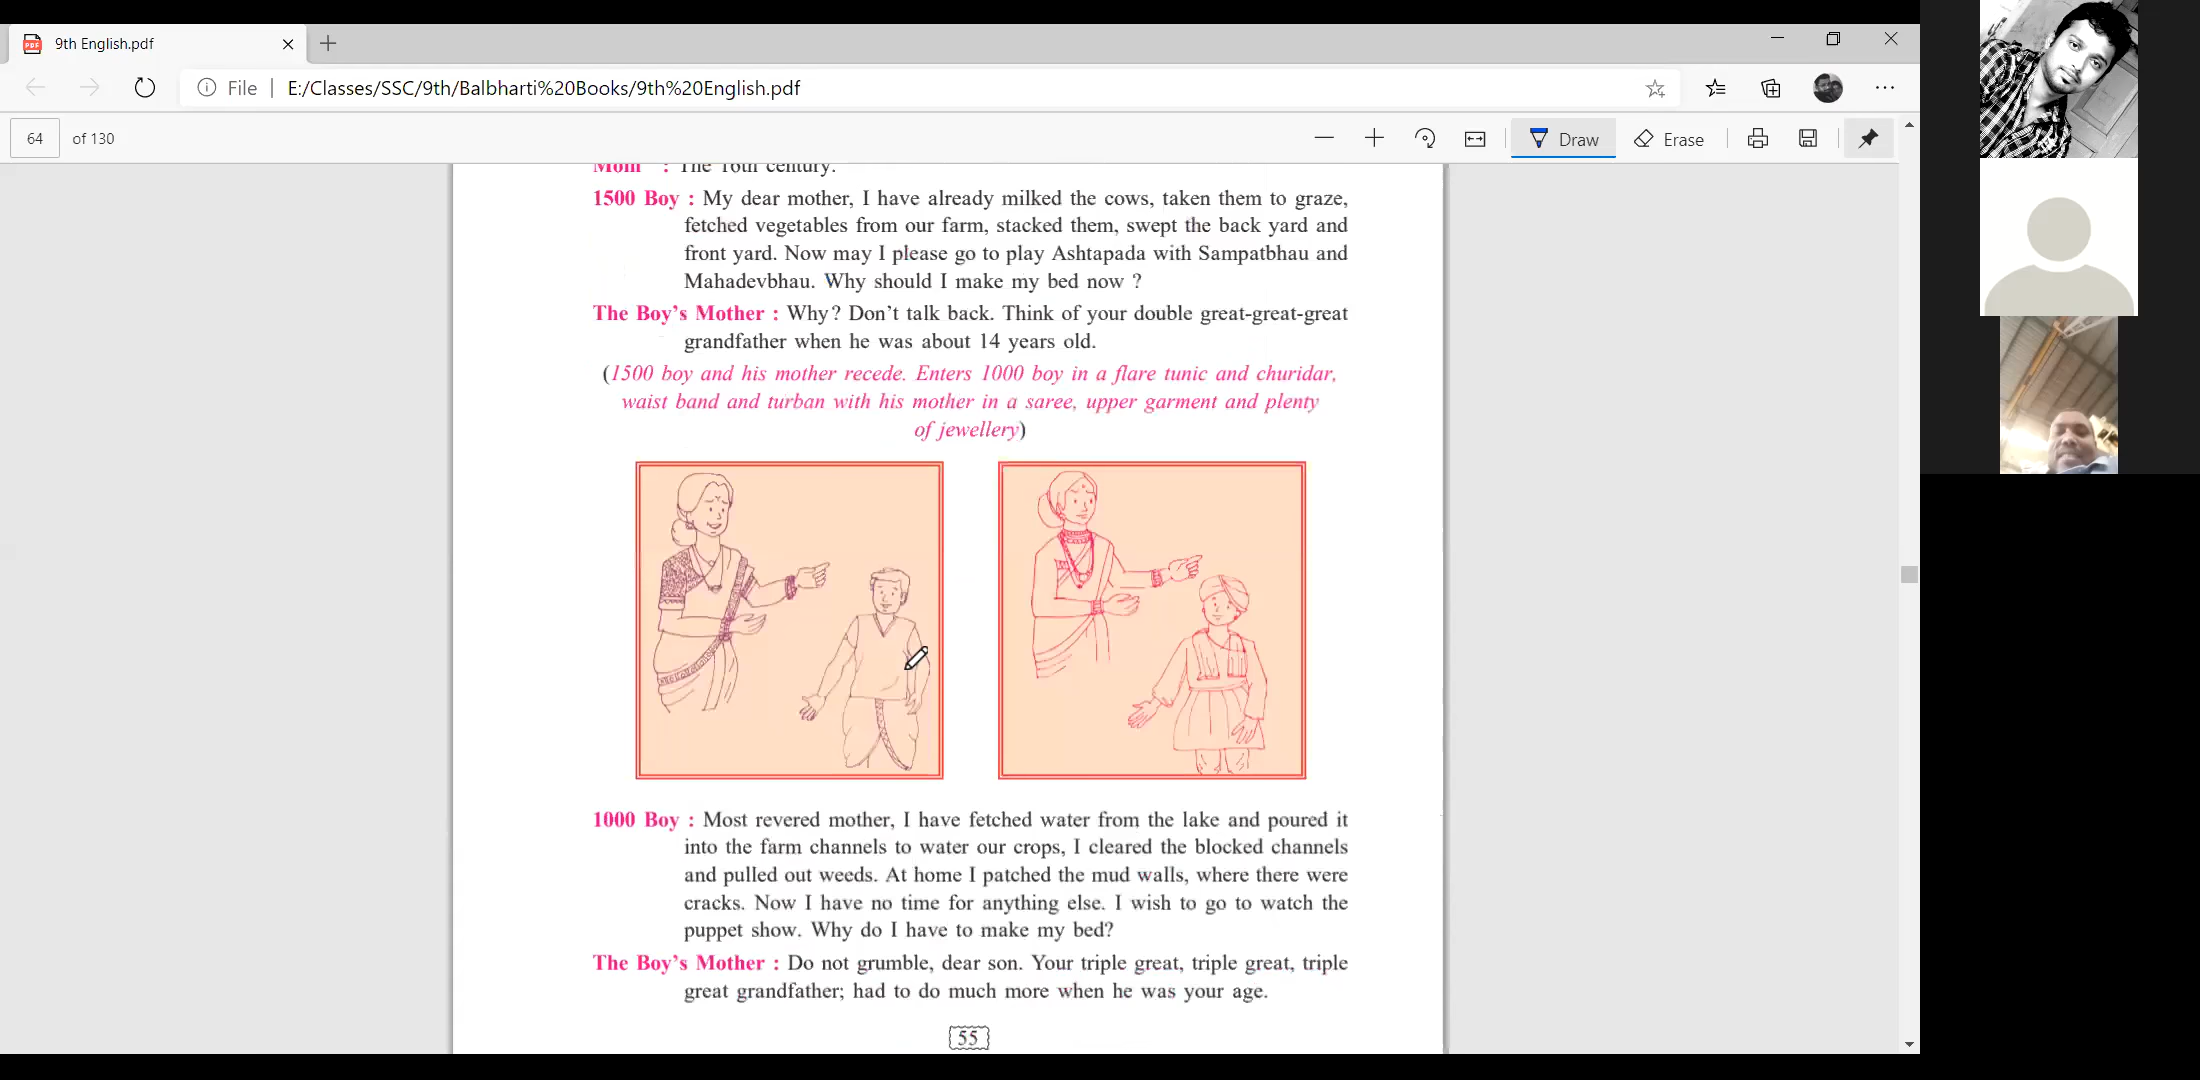 9th English.pdf
File | E:/Classes/SSC/9th/Balbharti%20Books/9th%20English.pdf
64 of 130
Draw Erase
Mom : The 16th century.
1500 Boy : My dear mother, I have already milked the cows, taken them to graze,
fetched vegetables from our farm, stacked them, swept the back yard and
front yard. Now may I please go to play Ashtapada with Sampatbhau and
Mahadevbhau. Why should I make my bed now ?
The Boy's Mother : Why? Don't talk back. Think of your double great-great-great
grandfather when he was about 14 years old.
(1500 boy and his mother recede. Enters 1000 boy in a flare tunic and churidar,
waist band and turban with his mother in a saree, upper garment and plenty
of jewellery)
1000 Boy : Most revered mother, I have fetched water from the lake and poured it
into the farm channels to water our crops, I cleared the blocked channels
and pulled out weeds. At home I patched the mud walls, where there were
cracks. Now I have no time for anything else. I wish to go to watch the
puppet show. Why do I have to make my bed?
The Boy's Mother : Do not grumble, dear son. Your triple great, triple great, triple
great grandfather; had to do much more when he was your age.
55